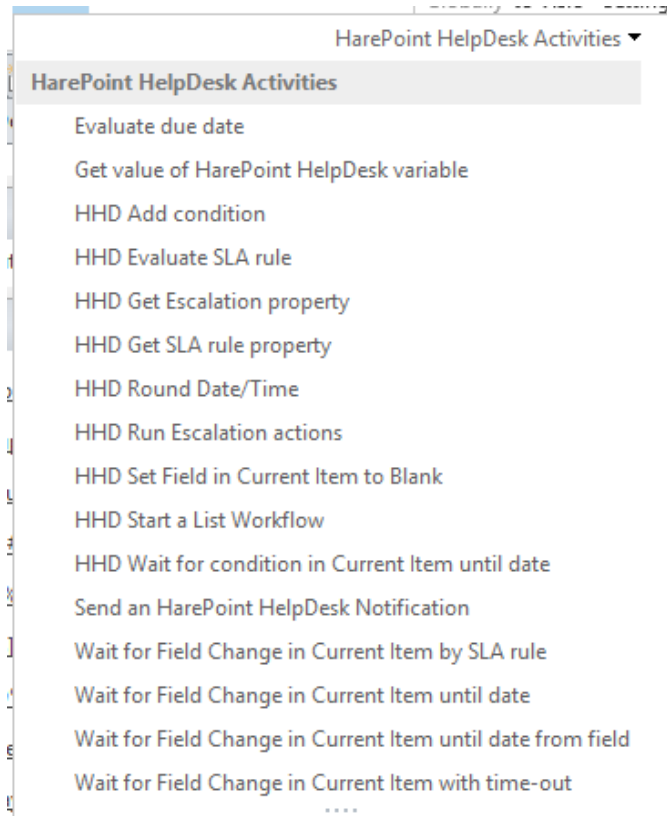 HarePoint HelpDesk Activities
HarePoint HelpDesk Activities
Evaluate due date
Get value of HarePoint HelpDesk variable
HHD Add condition
HHD Evaluate SLA rule
HHD Get Escalation property
HHD Get SLA rule property
HHD Round Date/Time
HHD Run Escalation actions
HHD Set Field in Current Item to Blank
HHD Start a List Workflow
HHD Wait for condition in Current Item until date
Send an HarePoint HelpDesk Notification
Wait for Field Change in Current Item by SLA rule
Wait for Field Change in Current Item until date
Wait for Field Change in Current Item until date from field
Wait for Field Change in Current Item with time-out